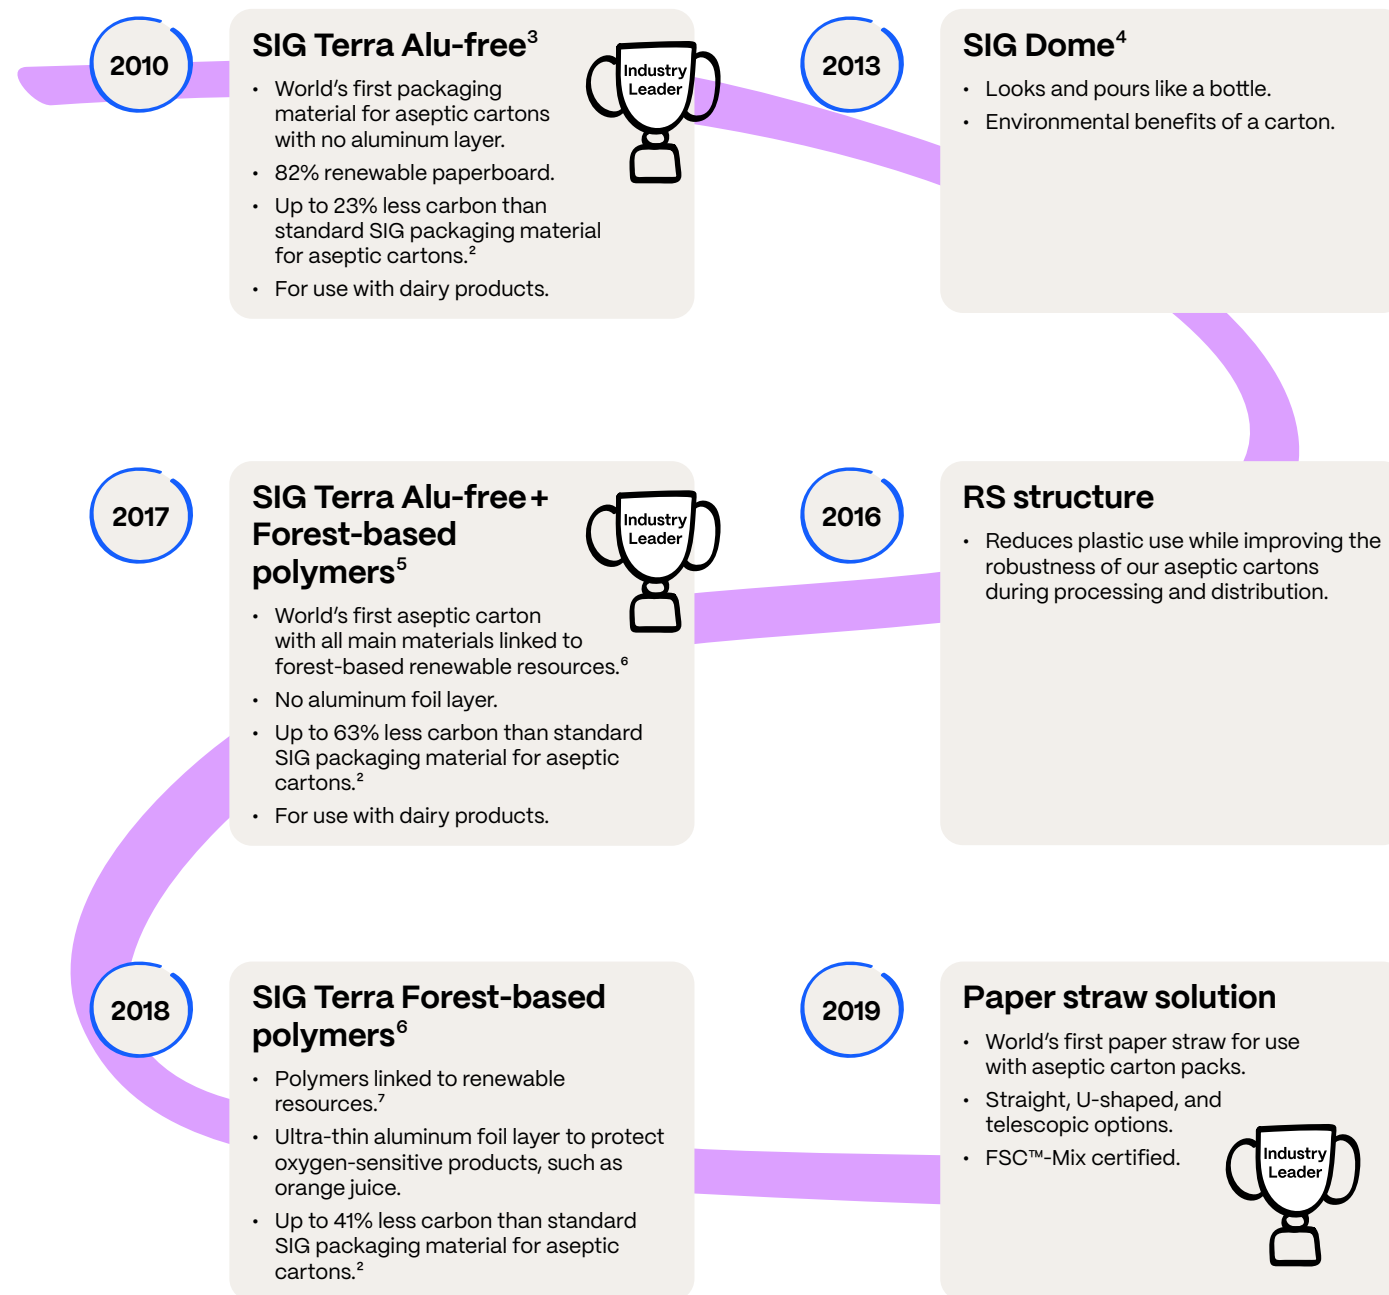 2010
SIG Terra Alu-free³
• World’s first packaging
material for aseptic cartons
with no aluminum layer.
• 82% renewable paperboard.
• Up to 23% less carbon than
standard SIG packaging material
for aseptic cartons.²
• For use with dairy products.
Industry
Leader
2013
SIG Dome⁴
• Looks and pours like a bottle.
• Environmental benefits of a carton.
2017
SIG Terra Alu-free+
Forest-based
polymers⁵
• World’s first aseptic carton
with all main materials linked to
forest-based renewable resources.⁶
• No aluminum foil layer.
• Up to 63% less carbon than standard
SIG packaging material for aseptic
cartons.²
• For use with dairy products.
Industry
Leader
2016
RS structure
• Reduces plastic use while improving the
robustness of our aseptic cartons
during processing and distribution.
2018
SIG Terra Forest-based
polymers⁶
• Polymers linked to renewable
resources.⁷
• Ultra-thin aluminum foil layer to protect
oxygen-sensitive products, such as
orange juice.
• Up to 41% less carbon than standard
SIG packaging material for aseptic
cartons.²
2019
Paper straw solution
• World’s first paper straw for use
with aseptic carton packs.
• Straight, U-shaped, and
telescopic options.
• FSC™-Mix certified.
Industry
Leader